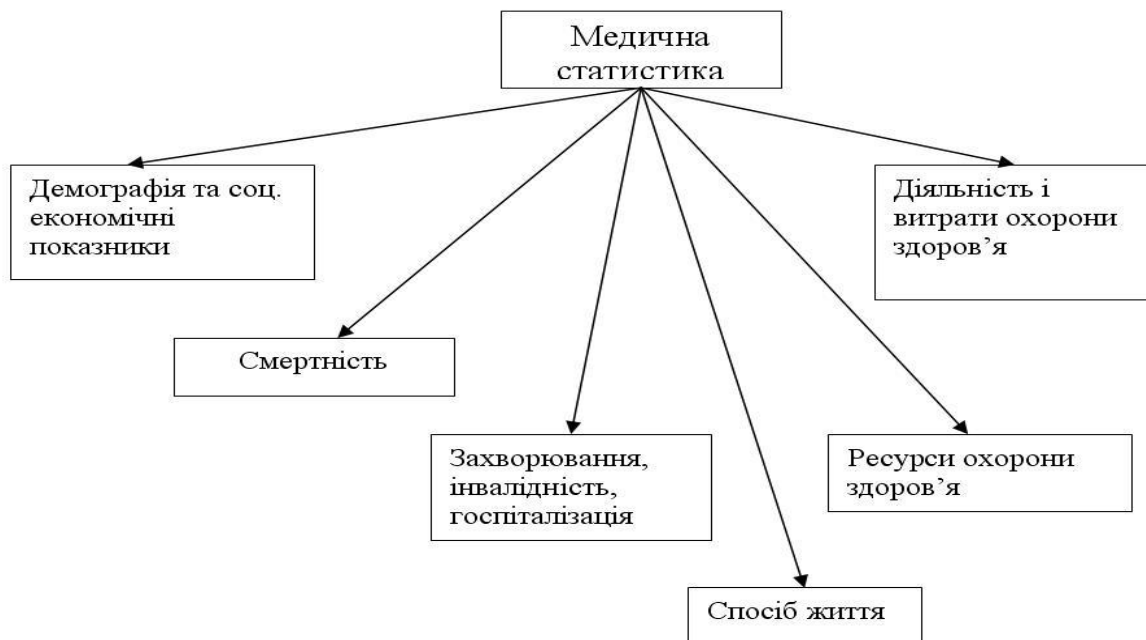 Медична
статистика
Демографія та соц.
економічні
показники
Діяльність і
витрати охорони
здоров’я
Смертність
Захворювання,
інвалідність,
госпіталізація
Ресурси охорони
здоров’я
Спосіб життя